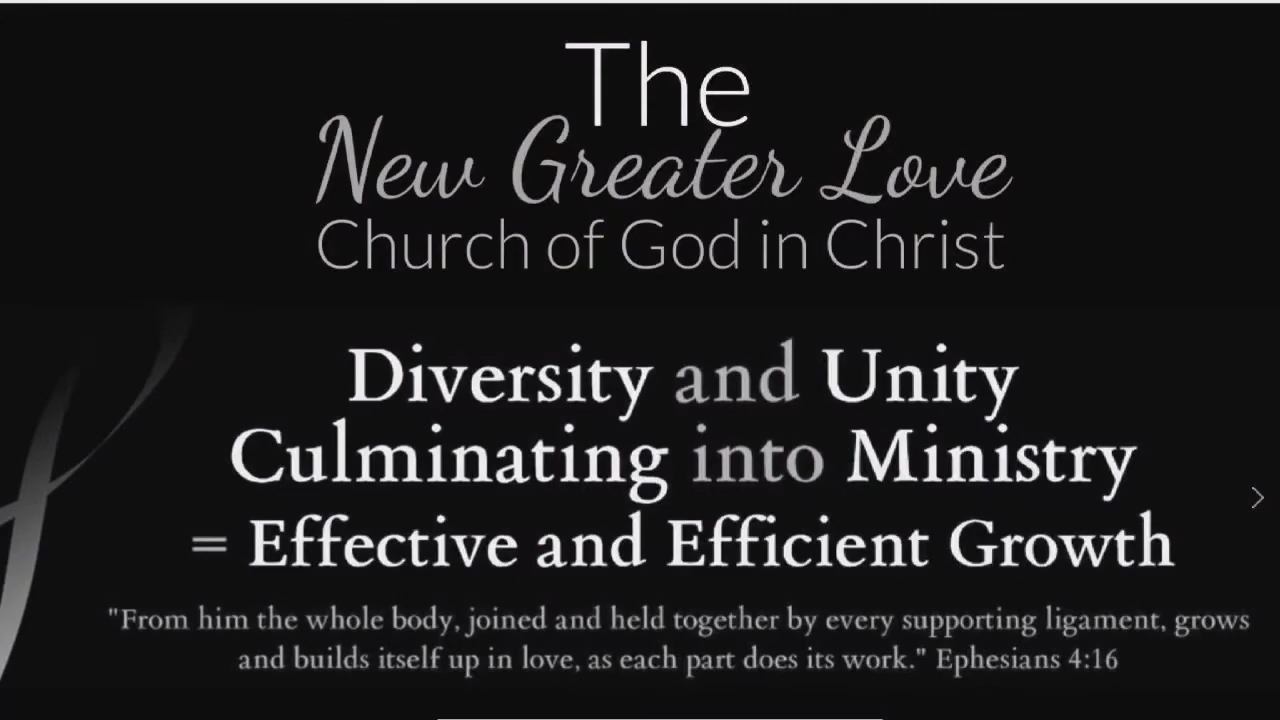 The
New Greater Love
Church of God in Christ
Diversity and Unity
Culminating into Ministry
= Effective and Efficient Growth
"From him the whole body, joined and held together by every supporting ligament, grows
and builds itself up in love, as each part does its work." Ephesians 4:16